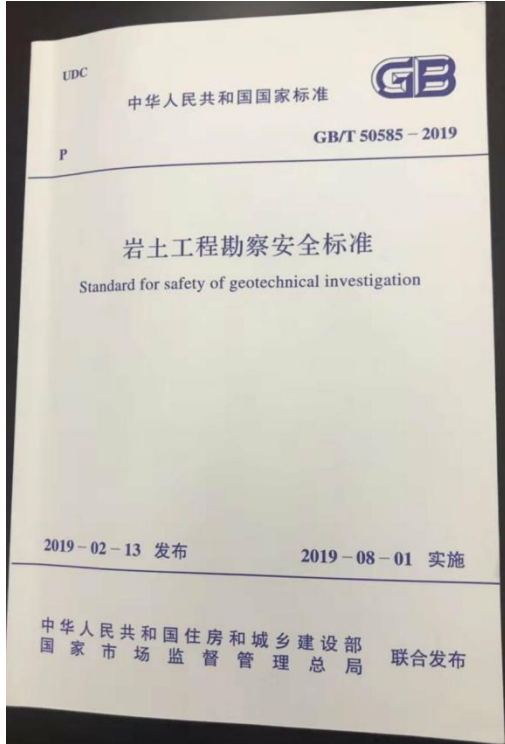 UDC
GB
中华人民共和国国家标准
GB/T 50585－2019
P
岩土工程勘察安全标准
Standard for safety of geotechnical investigation
2019－02－13 发布
2019－08－01 实施
中华人民共和国住房和城乡建设部
国家市场监督管理总局
联合发布